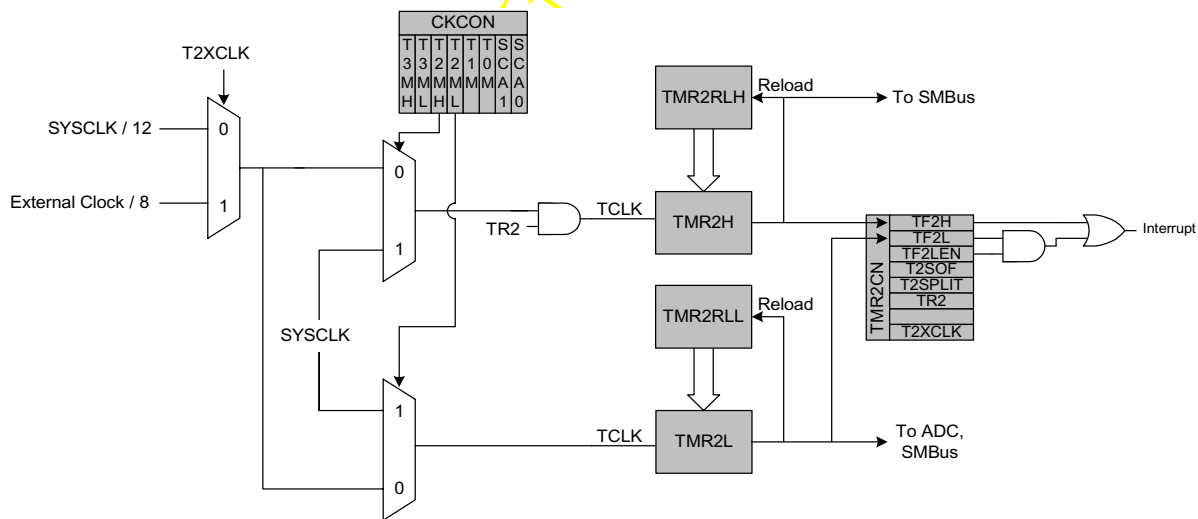 CKCON
T3MH T3ML T2MH T2ML T1M T0M SCA1 SCA0
T2XCLK
SYSCLK / 12
0
External Clock / 8
1
0
1
TR2
TCLK
TMR2RLH
Reload
To SMBus
TMR2H
TMR2CN
TF2H
TF2L
TF2LEN
T2SOF
T2SPLIT
TR2
T2XCLK
Interrupt
SYSCLK
TMR2RLL
Reload
1
0
TCLK
TMR2L
To ADC,
SMBus